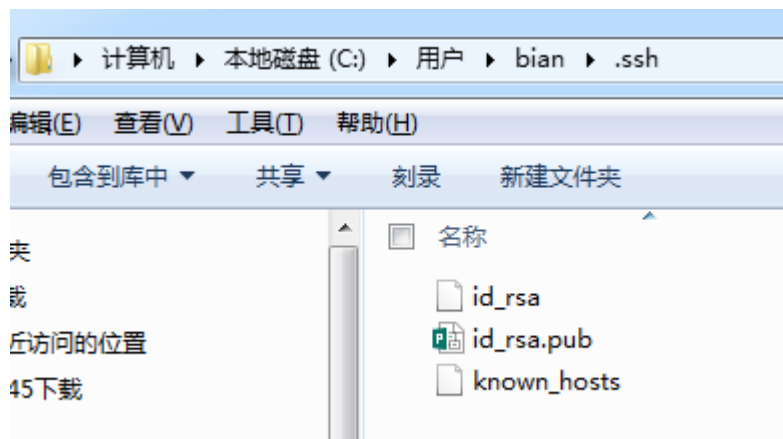 计算机 本地磁盘 (C:) 用户 bian .ssh
编辑(E) 查看(V) 工具(T) 帮助(H)
包含到库中 共享 刻录 新建文件夹
名称
夹
载
近访问的位置
45下载
id_rsa
id_rsa.pub
known_hosts